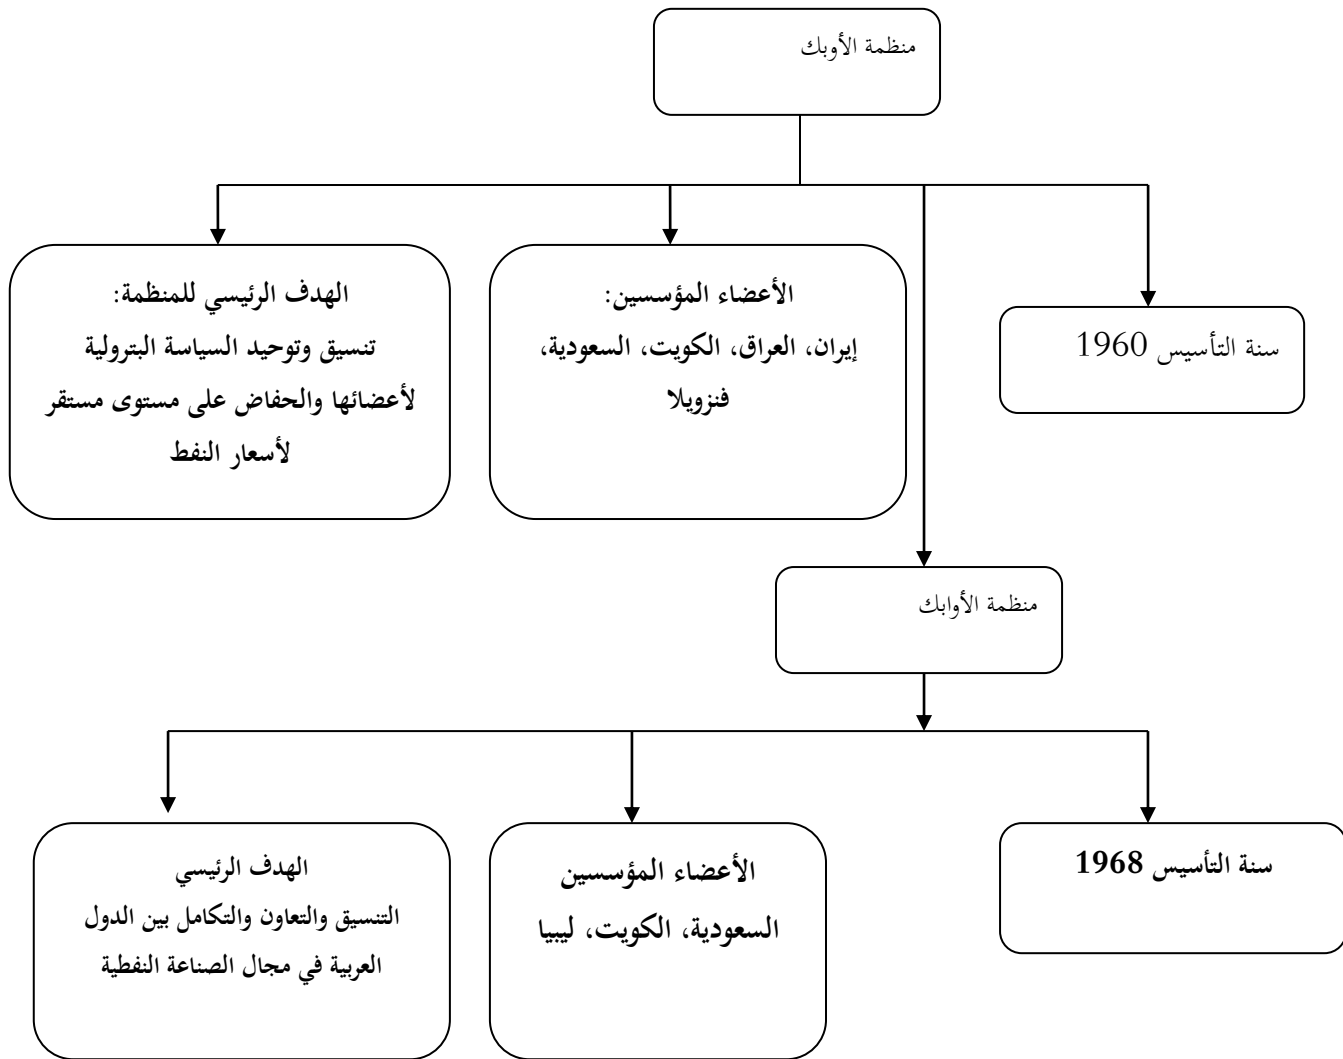 منظمة الأوبك
سنة التأسيس 1960
الأعضاء المؤسسين:
إيران، العراق، الكويت، السعودية،
فنزويلا
الهدف الرئيسي للمنظمة:
تنسيق وتوحيد السياسة البترولية
لأعضائها والحفاض على مستوى مستقر
لأسعار النفط
منظمة الأوابك
سنة التأسيس 1968
الأعضاء المؤسسين
السعودية، الكويت، ليبيا
الهدف الرئيسي
التنسيق والتعاون والتكامل بين الدول
العربية في مجال الصناعة النفطية